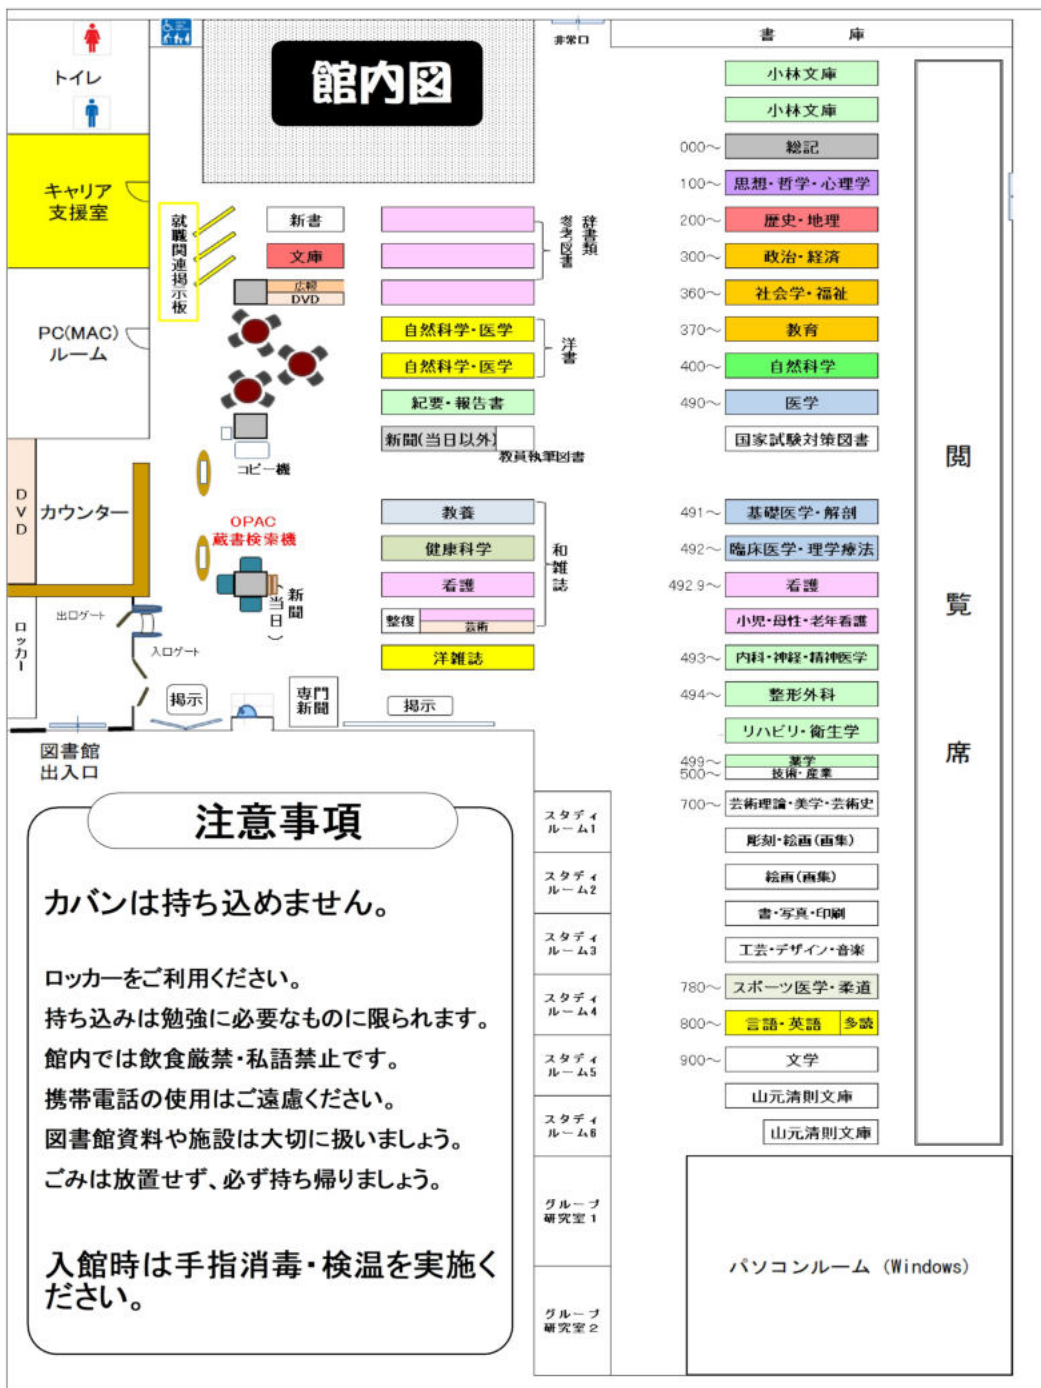 館内図
非常口
書庫
トイレ
キャリア
支援室
PC(MAC)
ルーム
就職関連掲示板
新書
文庫
広報
DVD
コピー機
辞書類
参考図書
自然科学・医学
自然科学・医学
洋書
紀要・報告書
新聞(当日以外)
教員執筆図書
DVD
カウンター
OPAC
蔵書検索機
新聞
(当日)
教養
健康科学
看護
整復
芸術
和雑誌
洋雑誌
出口ゲート
入口ゲート
ロッカー
掲示
専門
新聞
掲示
図書館
出入口
小林文庫
小林文庫
000～ 総記
100～ 思想・哲学・心理学
200～ 歴史・地理
300～ 政治・経済
360～ 社会学・福祉
370～ 教育
400～ 自然科学
490～ 医学
国家試験対策図書
491～ 基礎医学・解剖
492～ 臨床医学・理学療法
492.9～ 看護
小児・母性・老年看護
493～ 内科・神経・精神医学
494～ 整形外科
リハビリ・衛生学
499～ 薬学
500～ 技術・産業
700～ 芸術理論・美学・芸術史
彫刻・絵画(画集)
絵画(画集)
書・写真・印刷
工芸・デザイン・音楽
780～ スポーツ医学・柔道
800～ 言語・英語 多読
900～ 文学
山元清則文庫
山元清則文庫
閲覧席
スタディ
ルーム1
スタディ
ルーム2
スタディ
ルーム3
スタディ
ルーム4
スタディ
ルーム5
スタディ
ルーム6
グループ
研究室1
グループ
研究室2
パソコンルーム (Windows)
注意事項
カバンは持ち込めません。
ロッカーをご利用ください。
持ち込みは勉強に必要なものに限られます。
館内では飲食厳禁・私語禁止です。
携帯電話の使用はご遠慮ください。
図書館資料や施設は大切に扱いましょう。
ごみは放置せず、必ず持ち帰りましょう。
入館時は手指消毒・検温を実施く
ださい。